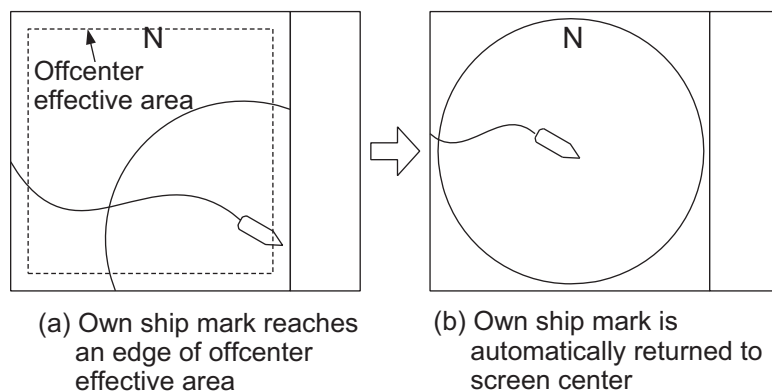 N
Offcenter
effective area
N
(a) Own ship mark reaches
an edge of offcenter
effective area
(b) Own ship mark is
automatically returned to
screen center